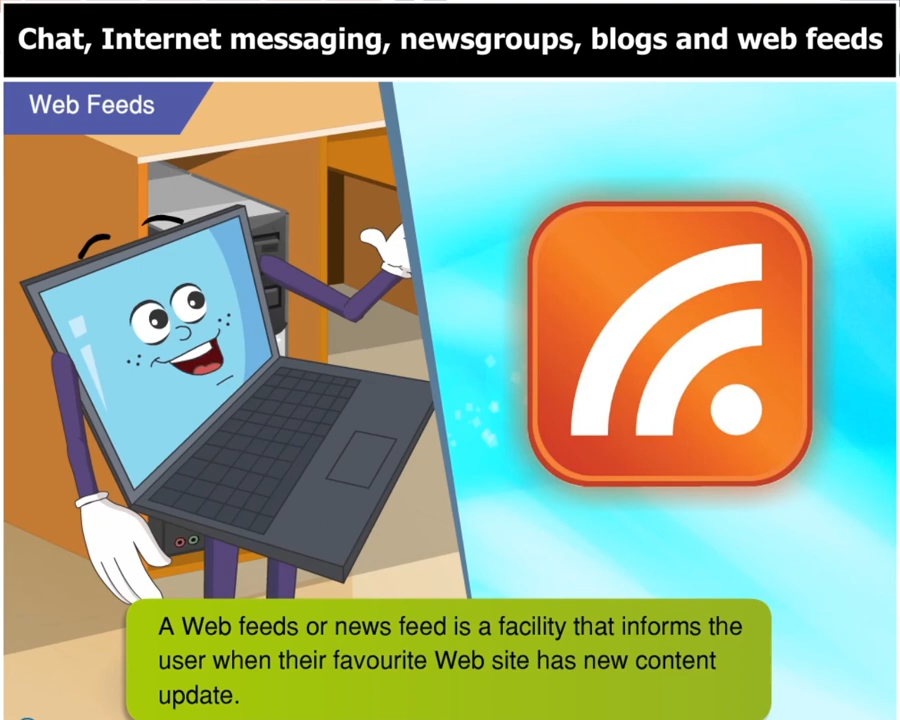 Chat, Internet messaging, newsgroups, blogs and web feeds
Web Feeds
A Web feeds or news feed is a facility that informs the
user when their favourite Web site has new content
update.